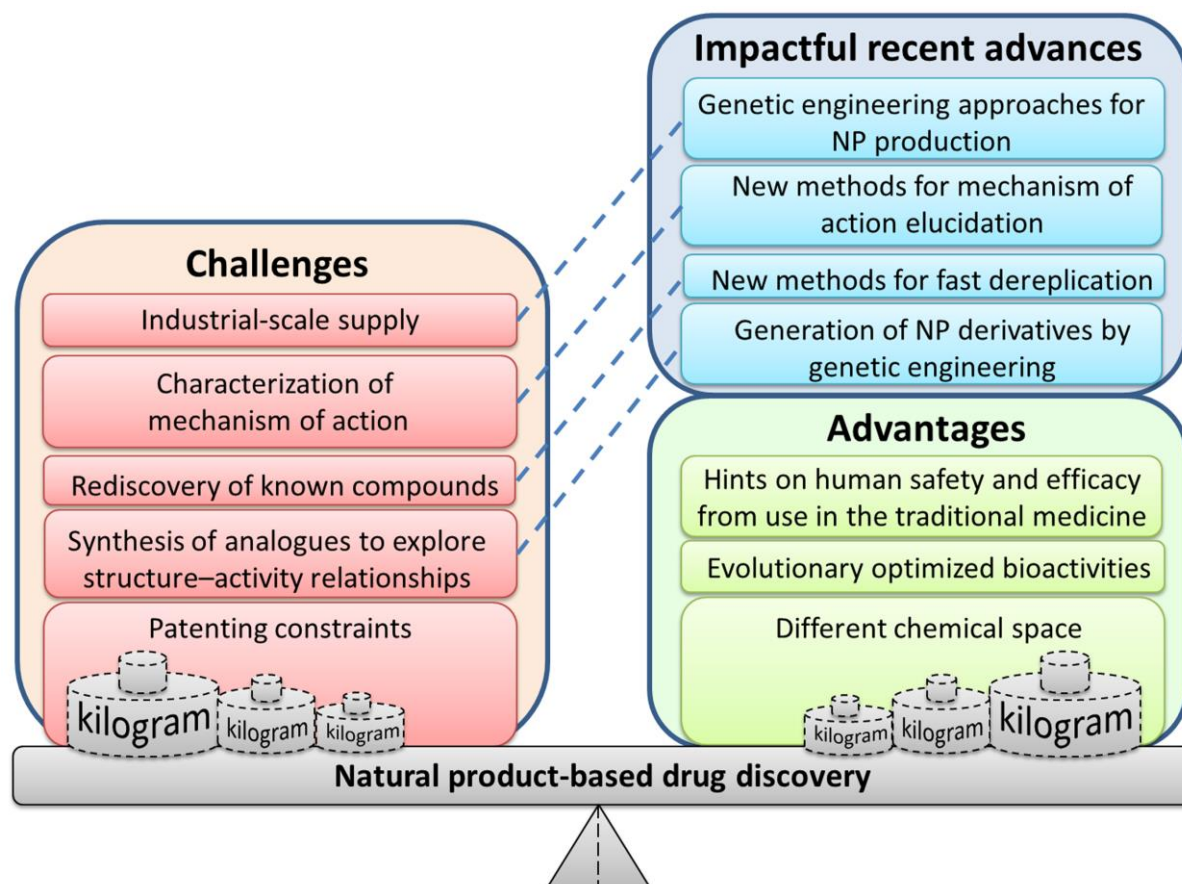 Impactful recent advances
Genetic engineering approaches for
NP production
New methods for mechanism of
action elucidation
New methods for fast dereplication
Generation of NP derivatives by
genetic engineering
Challenges
Industrial-scale supply
Characterization of
mechanism of action
Rediscovery of known compounds
Synthesis of analogues to explore
structure–activity relationships
Patenting constraints
kilogram
kilogram
kilogram
Advantages
Hints on human safety and efficacy
from use in the traditional medicine
Evolutionary optimized bioactivities
Different chemical space
kilogram
kilogram
kilogram
Natural product-based drug discovery